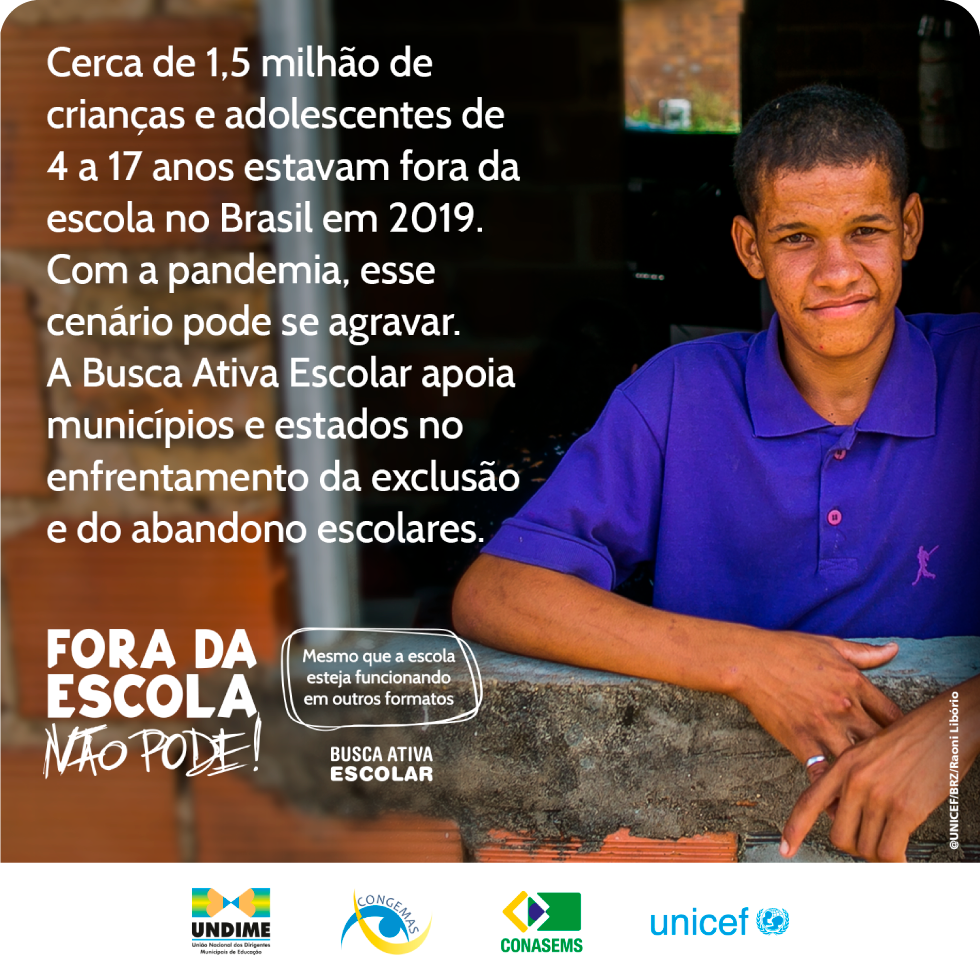 Cerca de 1,5 milhão de
crianças e adolescentes de
4 a 17 anos estavam fora da
escola no Brasil em 2019.
Com a pandemia, esse
cenário pode se agravar.
A Busca Ativa Escolar apoia
municípios e estados no
enfrentamento da exclusão
e do abandono escolares.
FORA DA
ESCOLA
NÃO PODE!
Mesmo que a escola
esteja funcionando
em outros formatos
BUSCA ATIVA
ESCOLAR
@UNICEF/BRZ/Raoni Libório
UNDIME
União Nacional dos Dirigentes
Municipais de Educação
CONGEMAS
CONASEMS
unicef